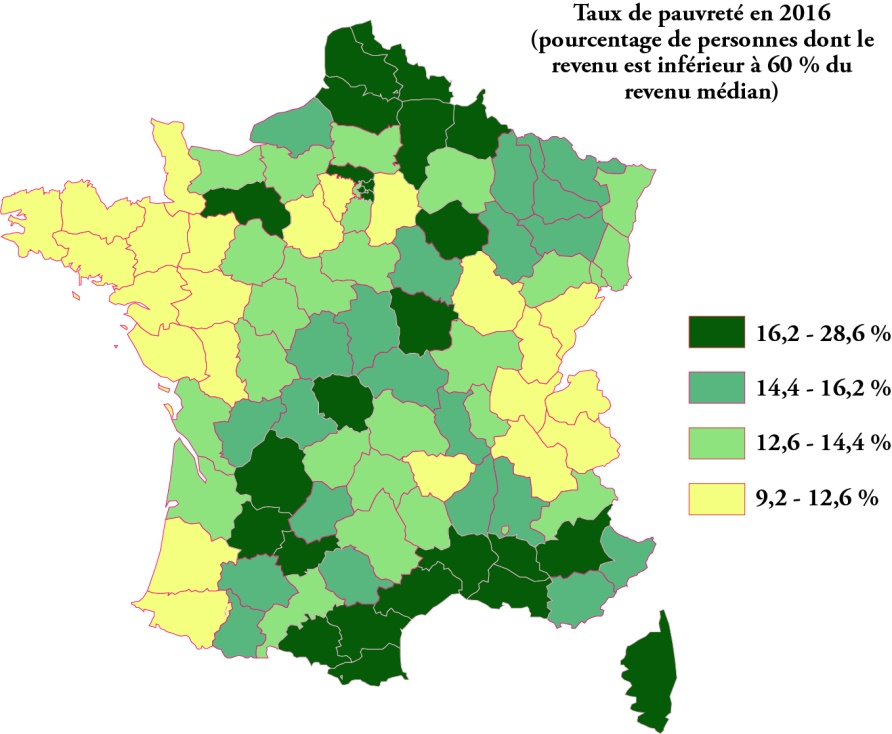 Taux de pauvreté en 2016
(pourcentage de personnes dont le
revenu est inférieur à 60 % du
revenu médian)
16,2 - 28,6 %
14,4 - 16,2 %
12,6 - 14,4 %
9,2 - 12,6 %